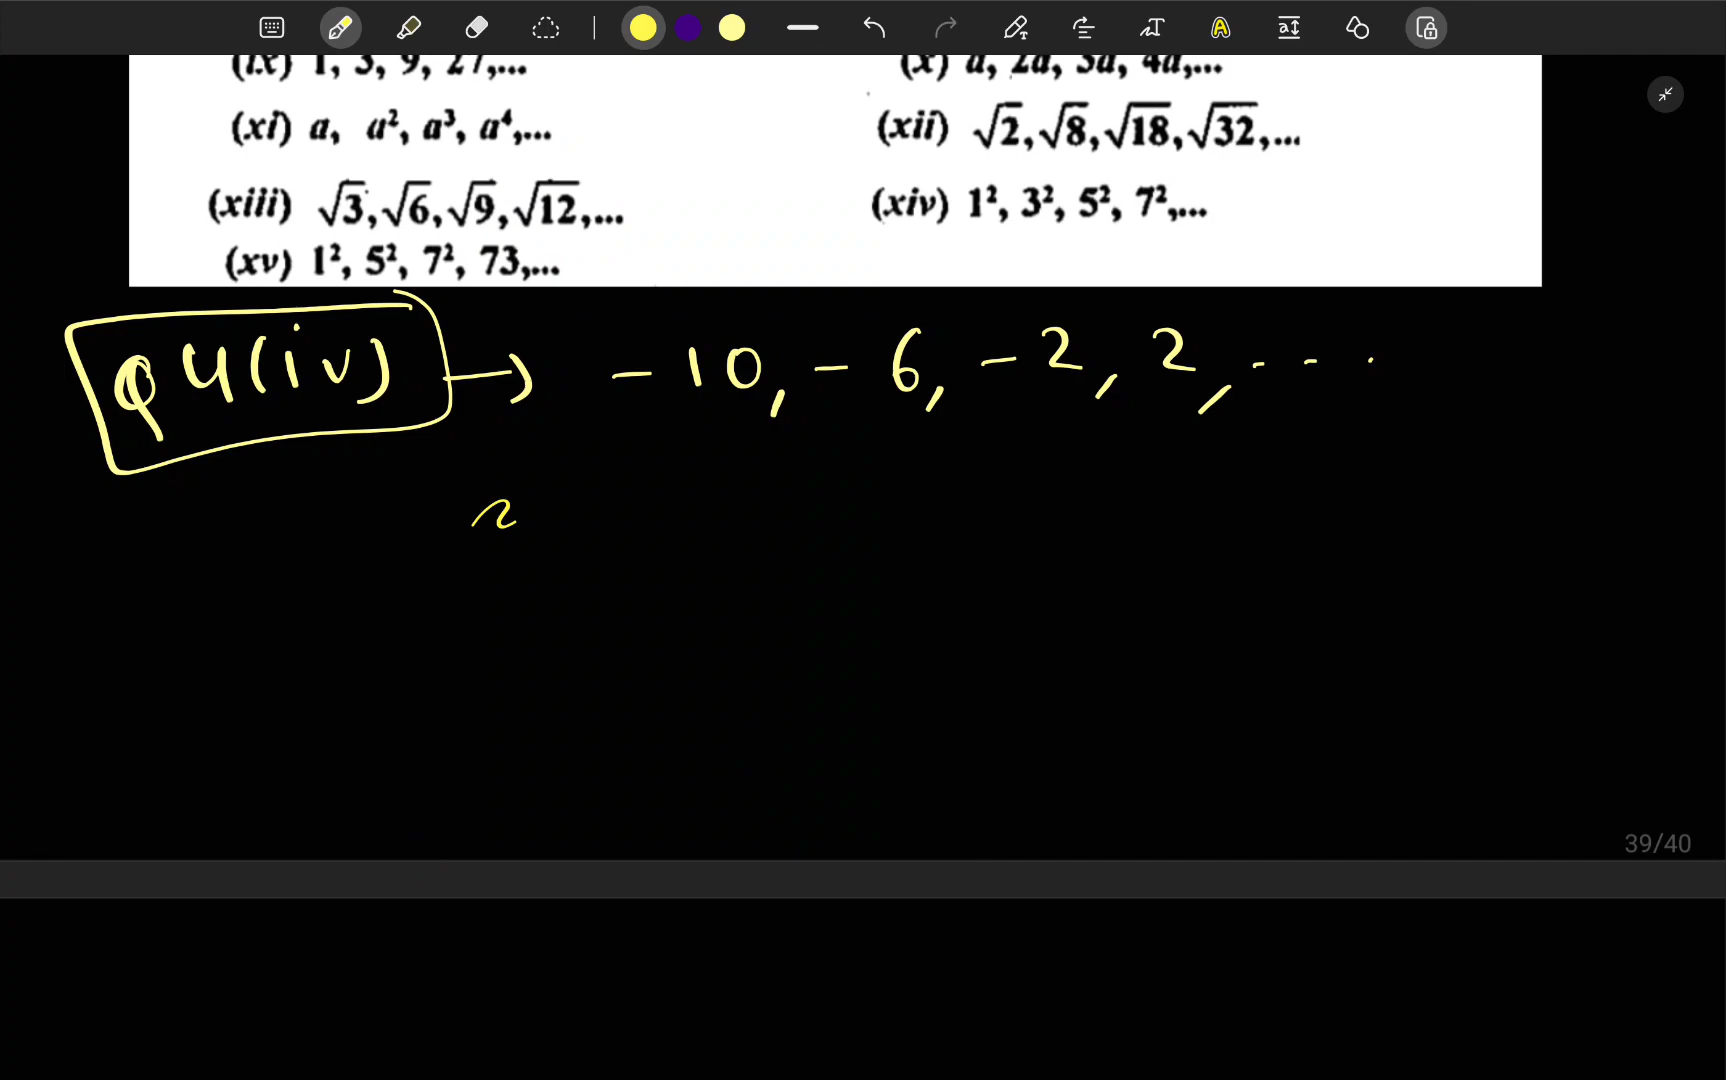 (ix) 1, 3, 9, 27,... (x) a, 2a, 3a, 4a,...
(xi) a, a², a³, a⁴,... (xii) √2, √8, √18, √32,...
(xiii) √3, √6, √9, √12,... (xiv) 1², 3², 5², 7²,...
(xv) 1², 5², 7², 73,...
Q4(iv) → -10, -6, -2, 2, - - - .
39/40